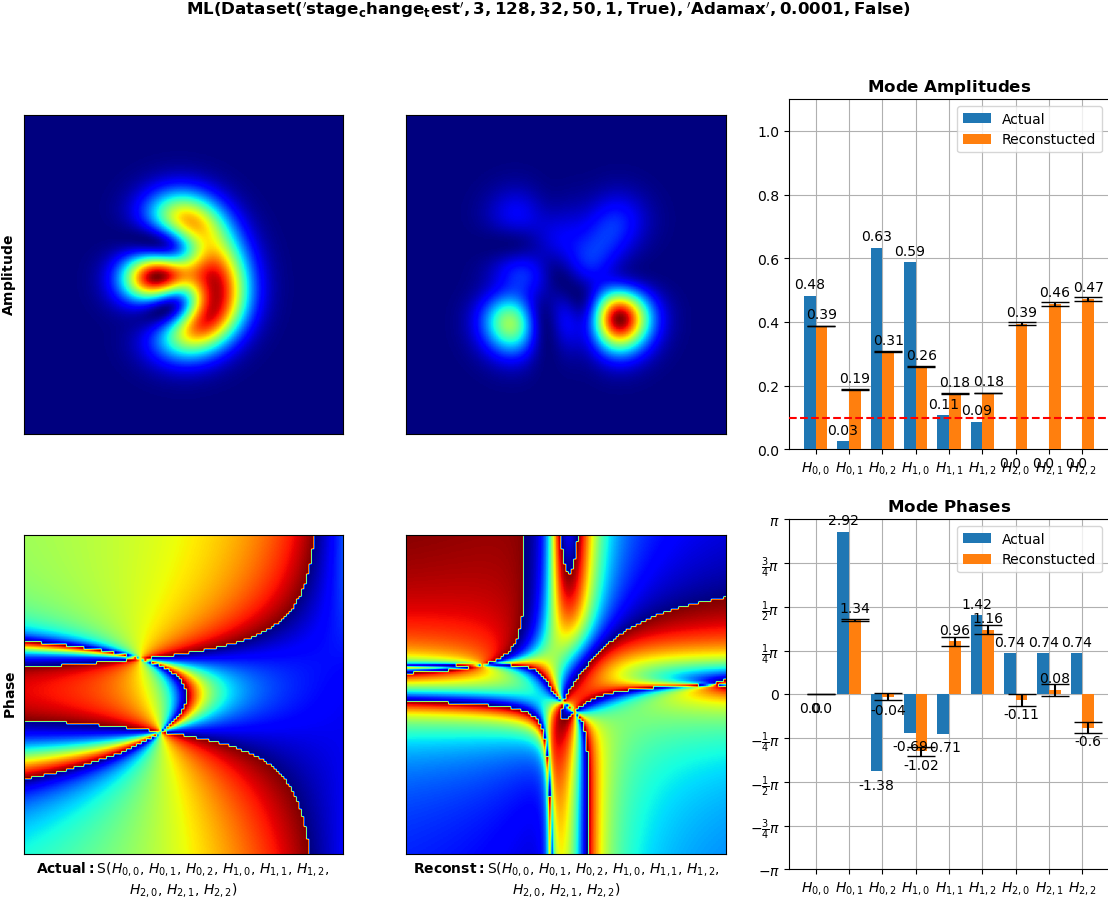 ML(Dataset('stage_change_test', 3, 128, 32, 50, 1, True), 'Adamax', 0.0001, False)
Amplitude
Mode Amplitudes
Actual
Reconstucted
1.0
0.8
0.6
0.4
0.2
0.0
0.48
0.39
0.03
0.19
0.63
0.31
0.59
0.26
0.11
0.18
0.09
0.18
0.0
0.39
0.0
0.46
0.0
0.47
H0,0 H0,1 H0,2 H1,0 H1,1 H1,2 H2,0 H2,1 H2,2
Phase
Actual: S(H0,0, H0,1, H0,2, H1,0, H1,1, H1,2,
H2,0, H2,1, H2,2)
Reconst: S(H0,0, H0,1, H0,2, H1,0, H1,1, H1,2,
H2,0, H2,1, H2,2)
Mode Phases
Actual
Reconstucted
π
3/4π
1/2π
1/4π
0
−1/4π
−1/2π
−3/4π
−π
0.0
0.0
2.92
1.34
-1.38
-0.04
-0.69
-1.02
-0.71
0.96
1.42
1.16
0.74
-0.11
0.74
0.08
0.74
-0.6
H0,0 H0,1 H0,2 H1,0 H1,1 H1,2 H2,0 H2,1 H2,2